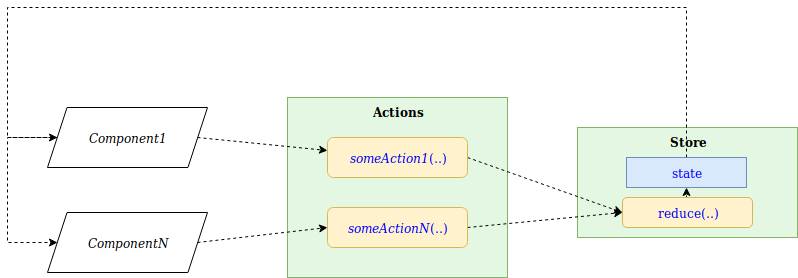 Actions
Component1
someAction1(..)
Store
state
reduce(..)
ComponentN
someActionN(..)